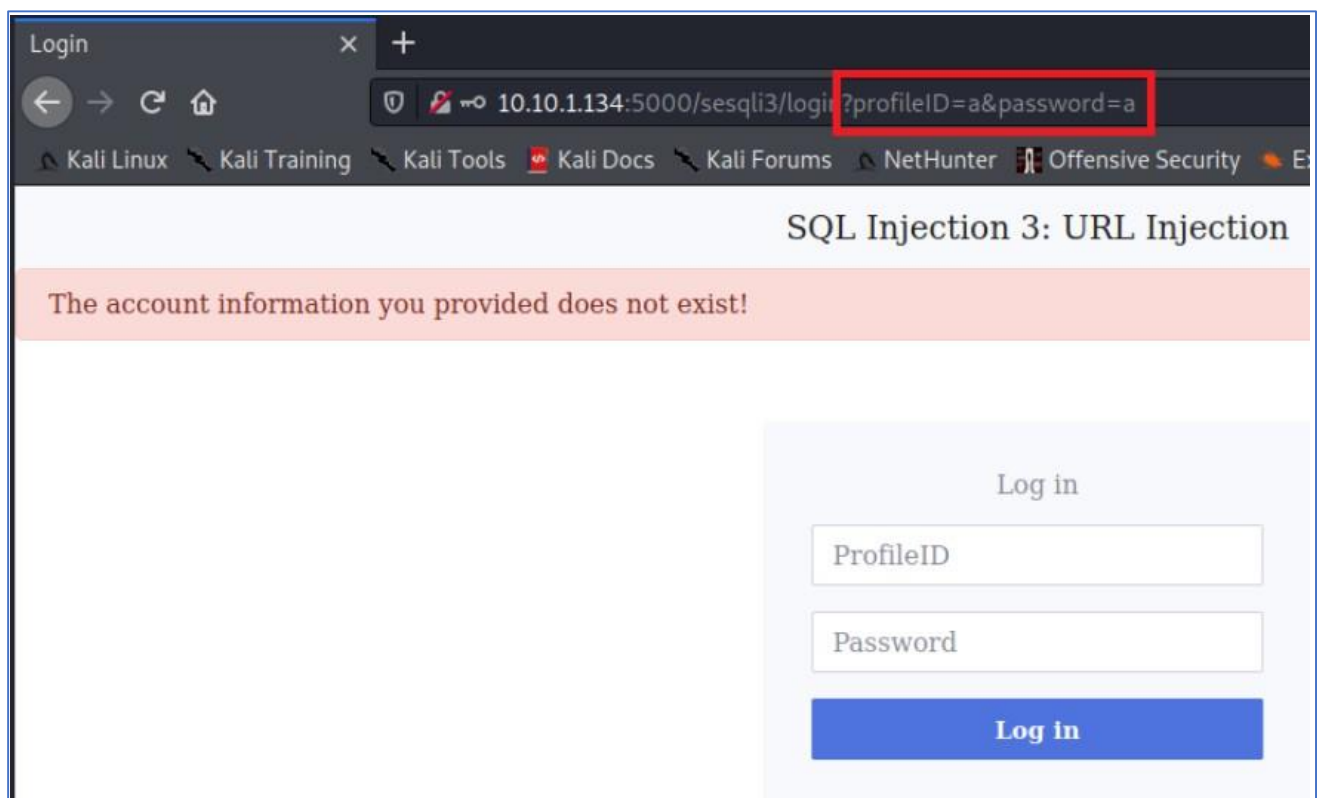 Login × +
10.10.1.134:5000/sesqli3/login?profileID=a&password=a
Kali Linux Kali Training Kali Tools Kali Docs Kali Forums NetHunter Offensive Security
SQL Injection 3: URL Injection
The account information you provided does not exist!
Log in
ProfileID
Password
Log in